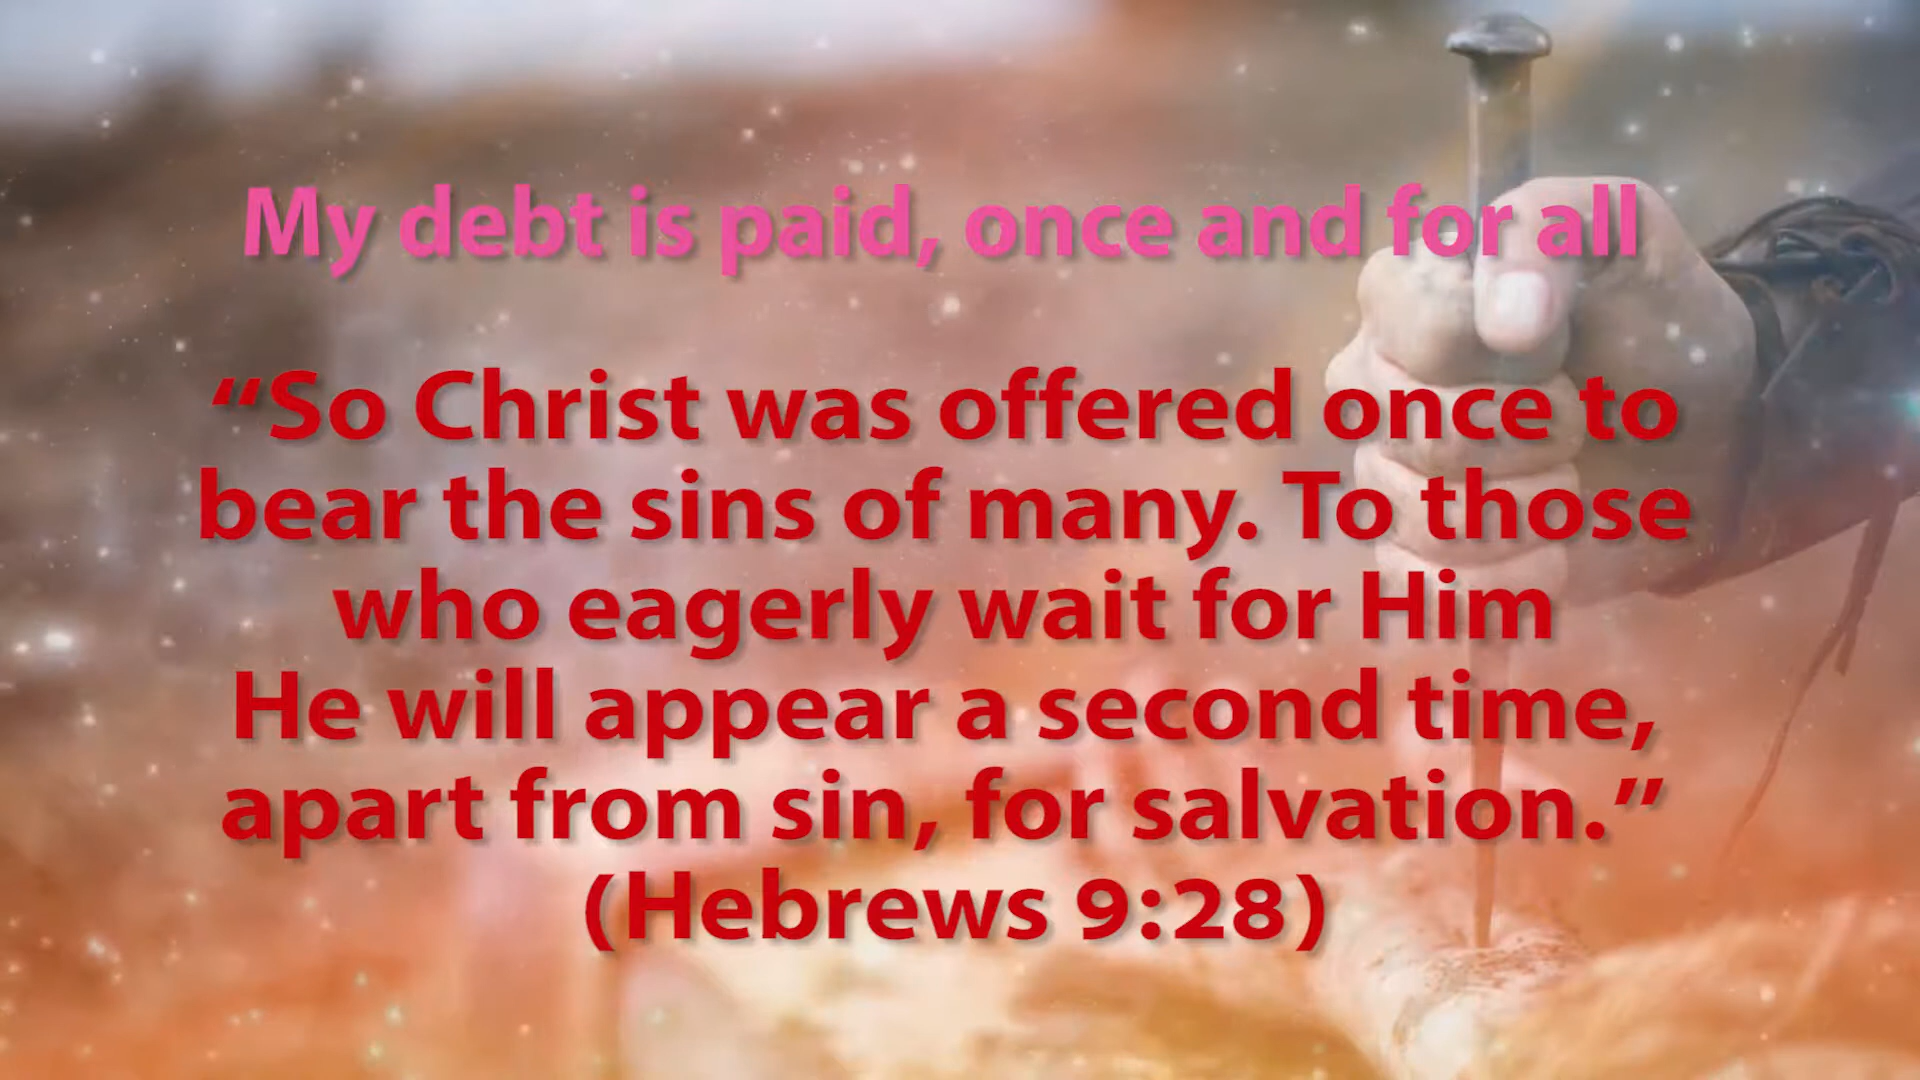 My debt is paid, once and for all
“So Christ was offered once to
bear the sins of many. To those
who eagerly wait for Him
He will appear a second time,
apart from sin, for salvation.”
(Hebrews 9:28)